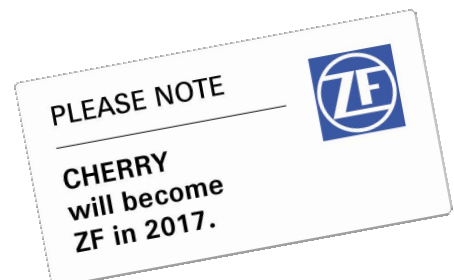 PLEASE NOTE
ZF
CHERRY
will become
ZF in 2017.